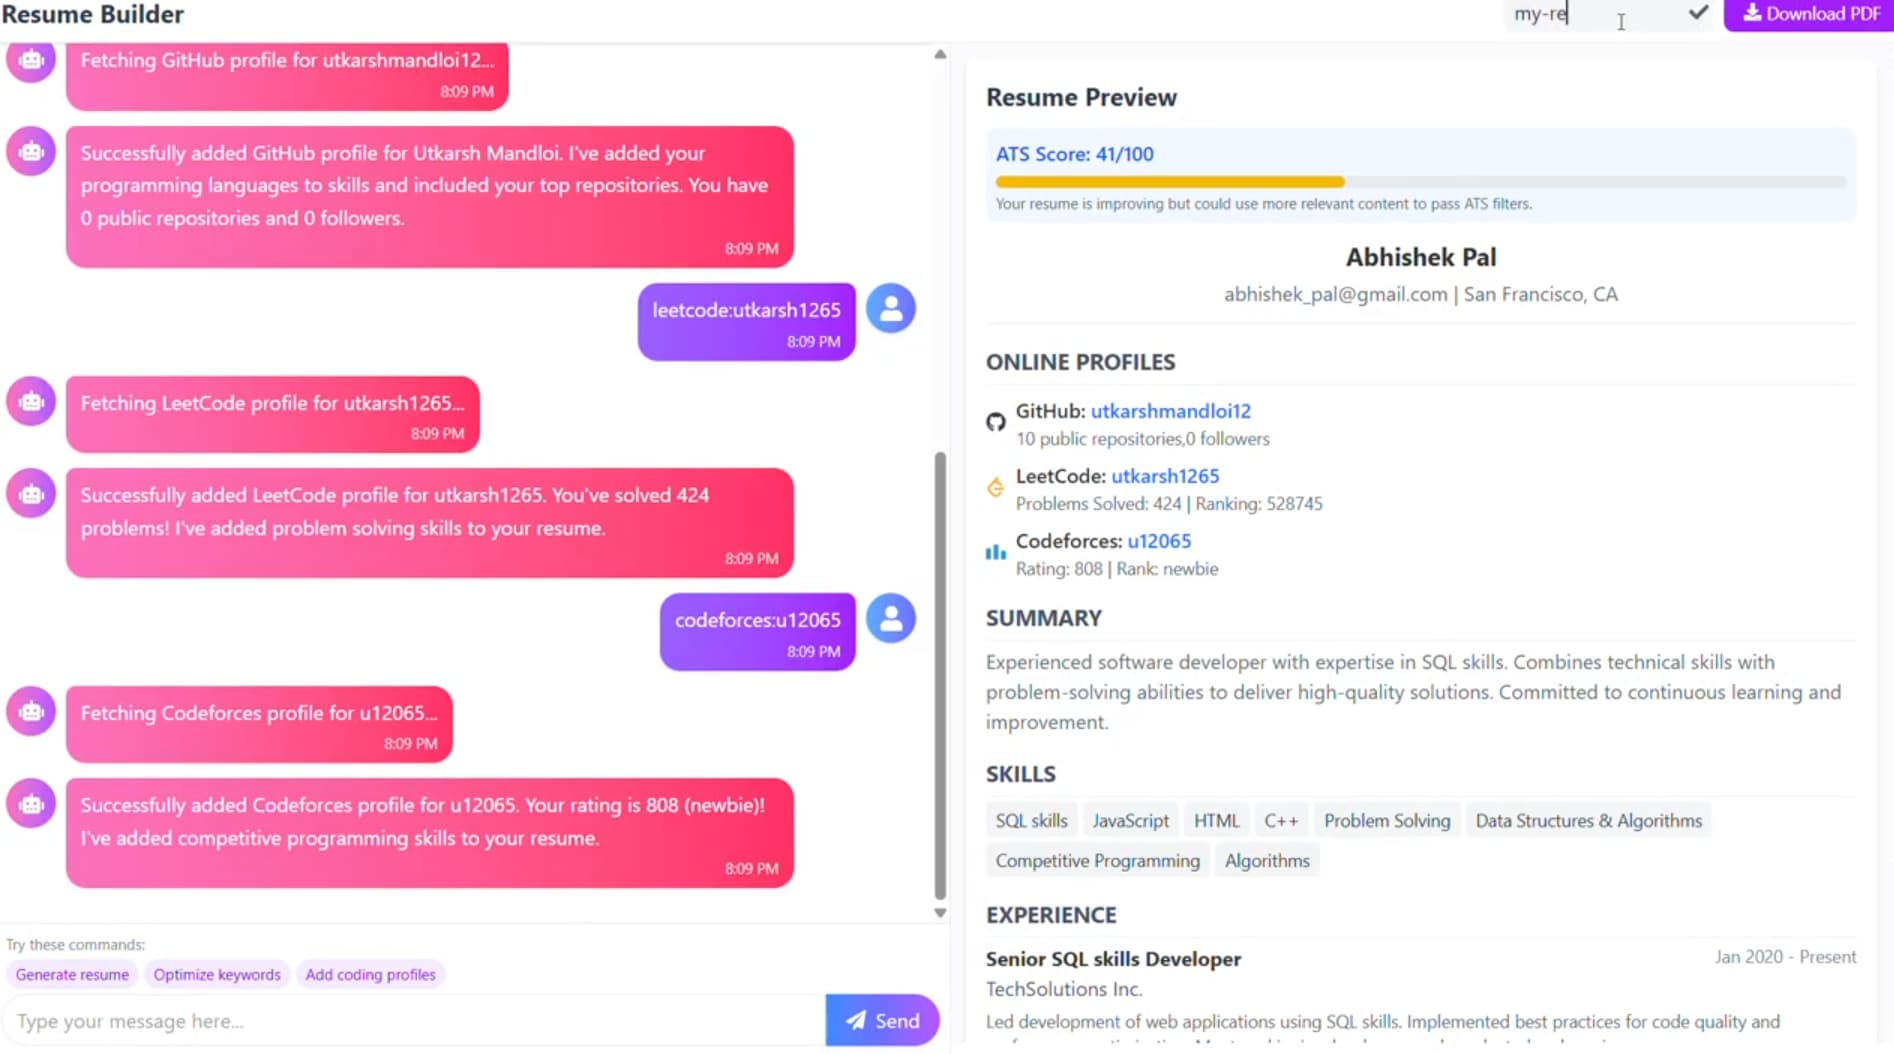 Resume Builder
my-re
Download PDF
Fetching GitHub profile for utkarshmandloi12...
8:09 PM
Successfully added GitHub profile for Utkarsh Mandloi. I've added your
programming languages to skills and included your top repositories. You have
0 public repositories and 0 followers.
8:09 PM
leetcode:utkarsh1265
8:09 PM
Fetching LeetCode profile for utkarsh1265...
8:09 PM
Successfully added LeetCode profile for utkarsh1265. You've solved 424
problems! I've added problem solving skills to your resume.
8:09 PM
codeforces:u12065
8:09 PM
Fetching Codeforces profile for u12065...
8:09 PM
Successfully added Codeforces profile for u12065. Your rating is 808 (newbie)!
I've added competitive programming skills to your resume.
8:09 PM
Try these commands:
Generate resume
Optimize keywords
Add coding profiles
Type your message here...
Send
Resume Preview
ATS Score: 41/100
Your resume is improving but could use more relevant content to pass ATS filters.
Abhishek Pal
abhishek_pal@gmail.com | San Francisco, CA
ONLINE PROFILES
GitHub: utkarshmandloi12
10 public repositories,0 followers
LeetCode: utkarsh1265
Problems Solved: 424 | Ranking: 528745
Codeforces: u12065
Rating: 808 | Rank: newbie
SUMMARY
Experienced software developer with expertise in SQL skills. Combines technical skills with
problem-solving abilities to deliver high-quality solutions. Committed to continuous learning and
improvement.
SKILLS
SQL skills JavaScript HTML C++ Problem Solving Data Structures & Algorithms
Competitive Programming Algorithms
EXPERIENCE
Senior SQL skills Developer
Jan 2020 - Present
TechSolutions Inc.
Led development of web applications using SQL skills. Implemented best practices for code quality and